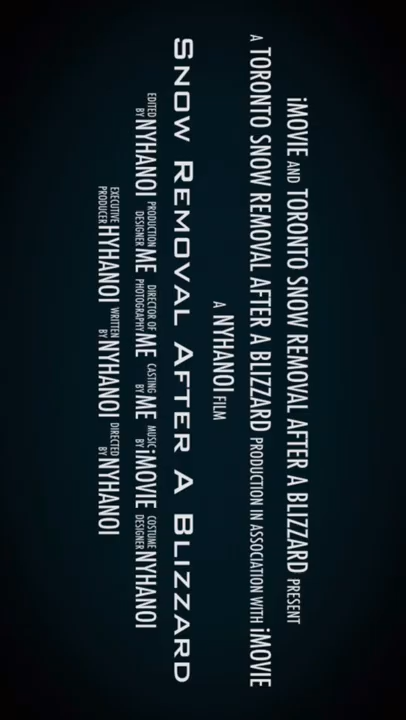 iMOVIE AND TORONTO SNOW REMOVAL AFTER A BLIZZARD PRESENT
A TORONTO SNOW REMOVAL AFTER A BLIZZARD PRODUCTION IN ASSOCIATION WITH iMOVIE
A NYHANOI FILM
SNOW REMOVAL AFTER A BLIZZARD
EDITED BY NYHANOI PRODUCTION DESIGNER ME DIRECTOR OF PHOTOGRAPHY ME CASTING BY ME MUSIC BY iMOVIE COSTUME DESIGNER NYHANOI
EXECUTIVE PRODUCER HYHANOI WRITTEN BY NYHANOI DIRECTED BY NYHANOI